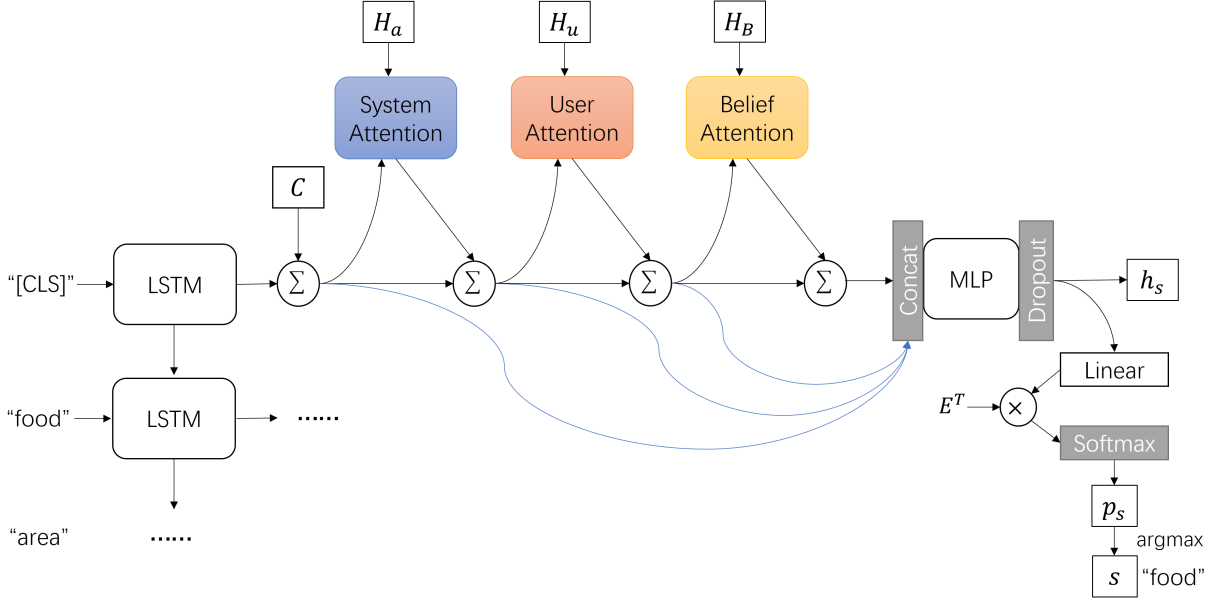 H_a
H_u
H_B
System
Attention
User
Attention
Belief
Attention
C
“[CLS]”
LSTM
Σ
Σ
Σ
Σ
Concat
MLP
Dropout
h_s
Linear
“food”
LSTM
......
E^T
×
Softmax
p_s
argmax
“area”
......
s
“food”